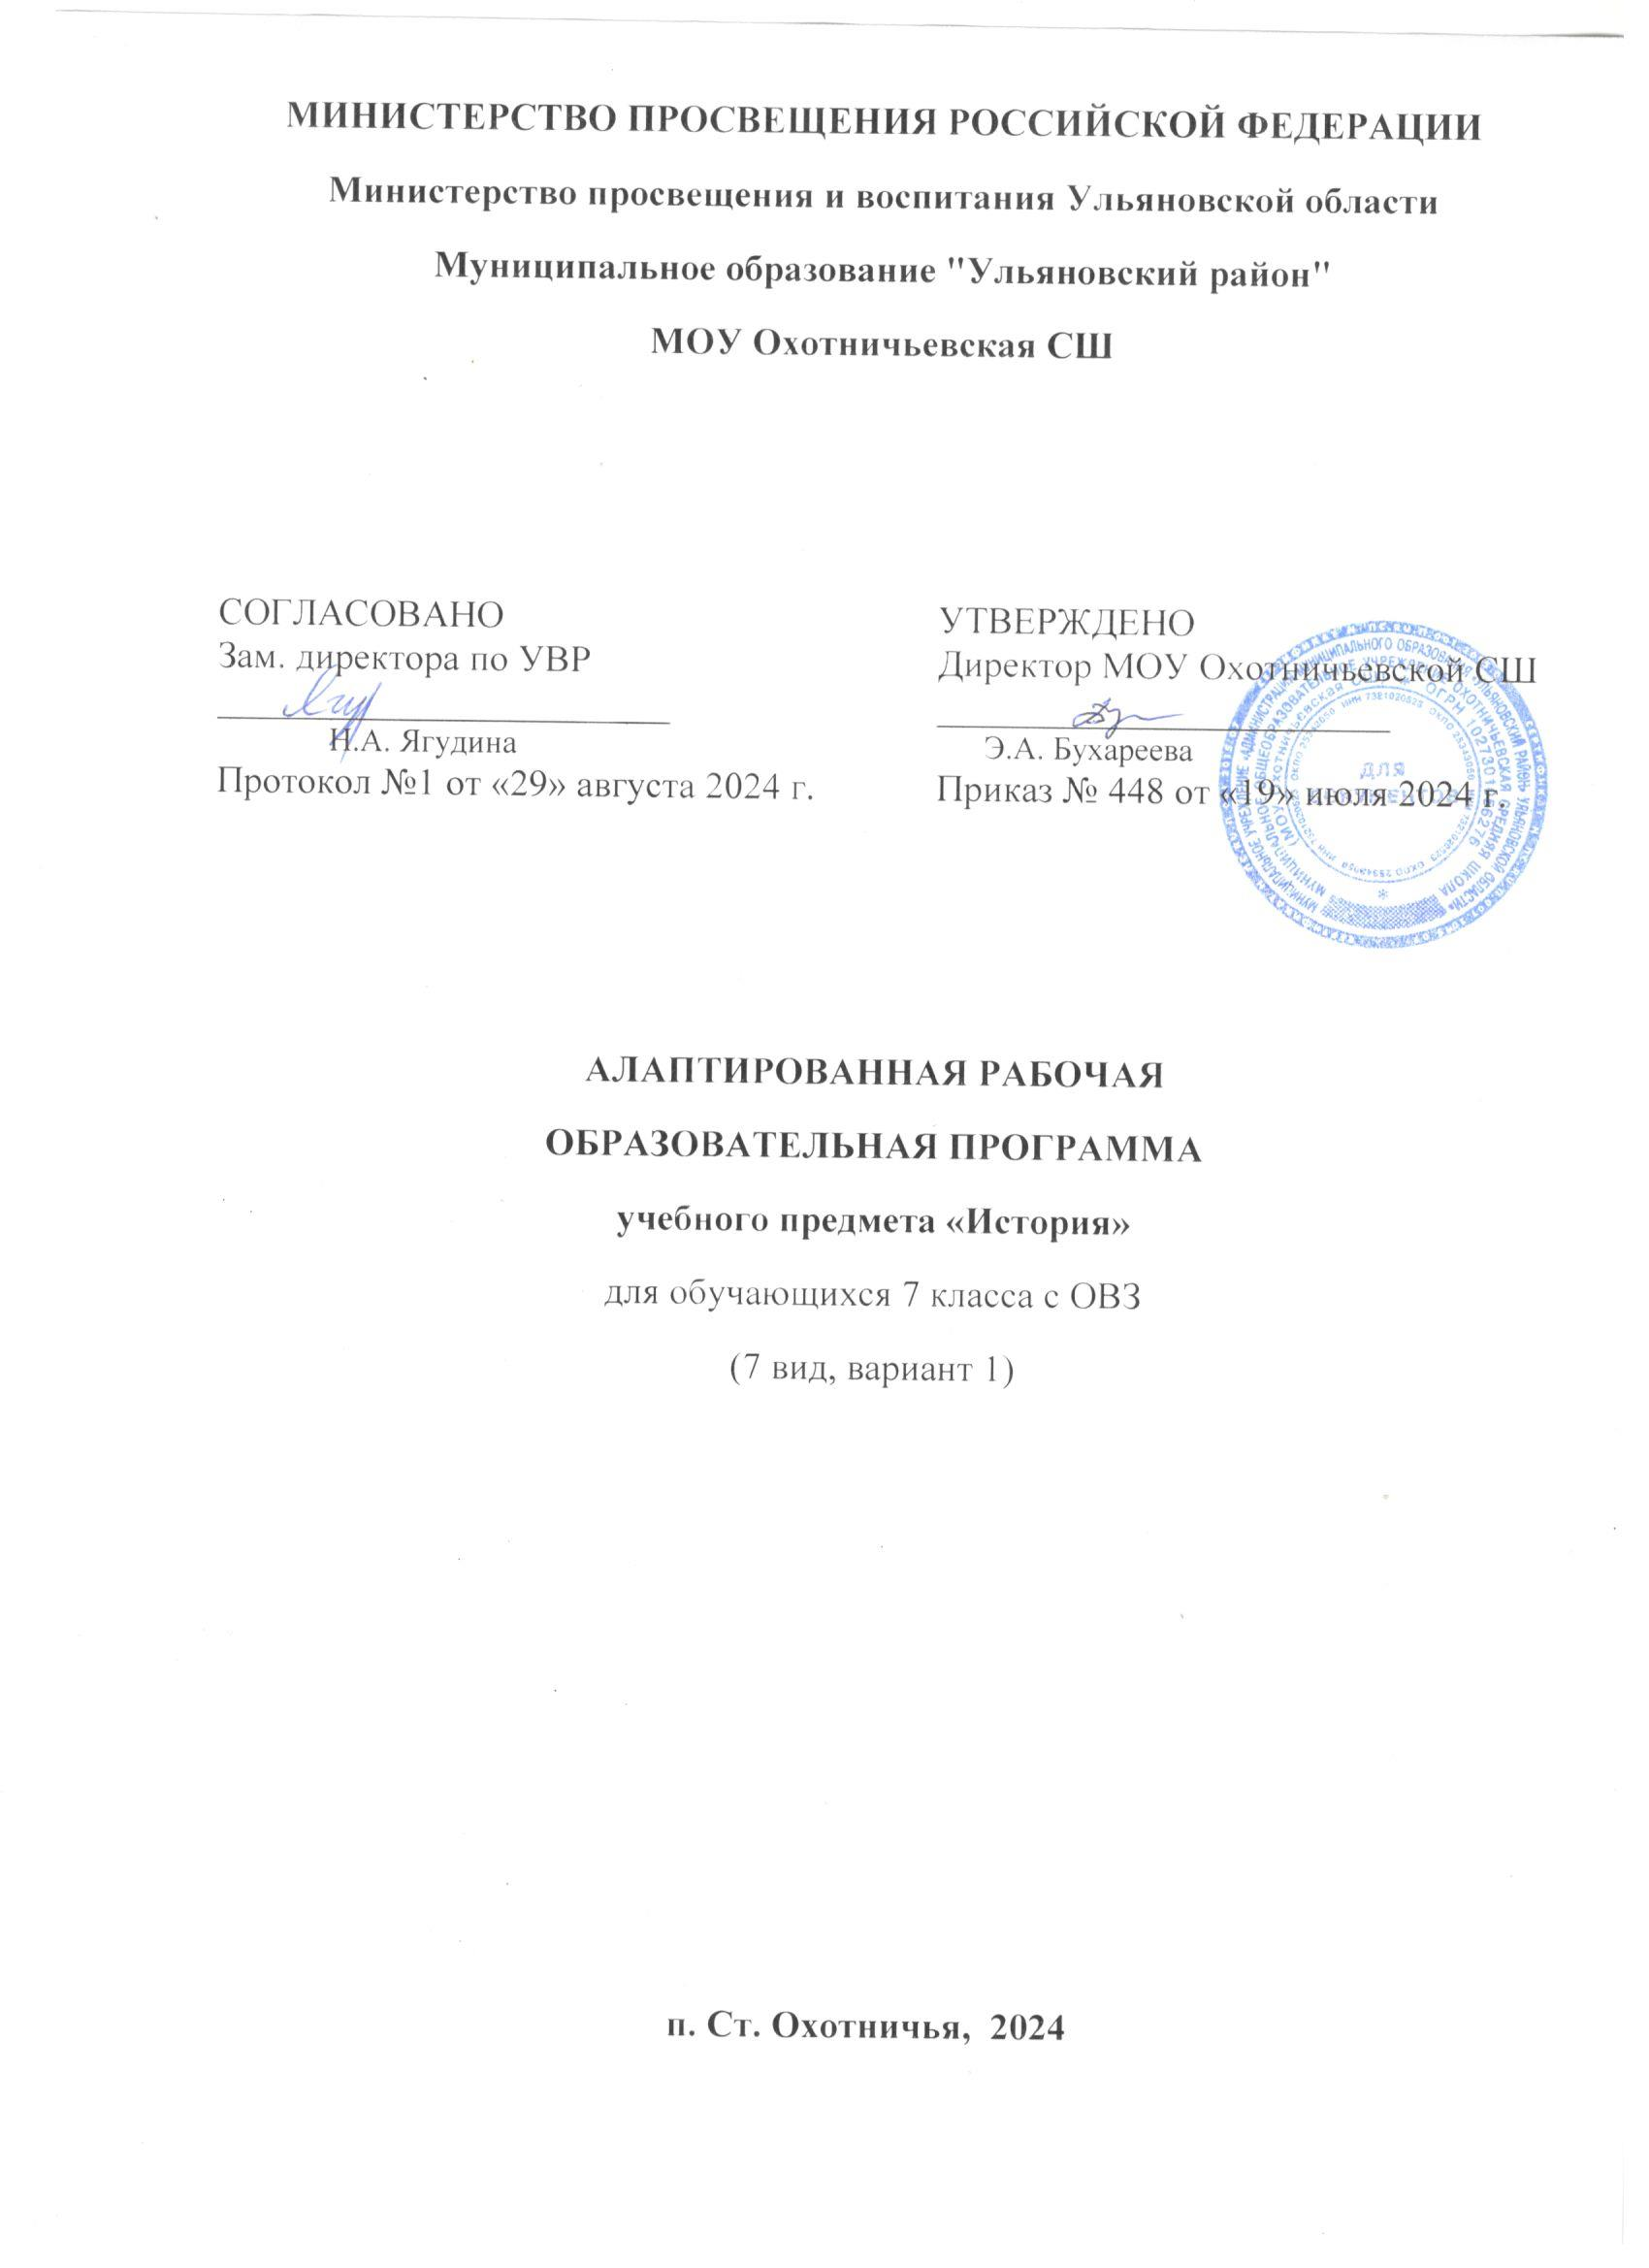 МИНИСТЕРСТВО ПРОСВЕЩЕНИЯ РОССИЙСКОЙ ФЕДЕРАЦИИ
Министерство просвещения и воспитания Ульяновской области
Муниципальное образование "Ульяновский район"
МОУ Охотничьевская СШ
СОГЛАСОВАНО
Зам. директора по УВР
Н.А. Ягудина
Протокол №1 от «29» августа 2024 г.
УТВЕРЖДЕНО
Директор МОУ Охотничьевской СШ
Э.А. Бухареева
Приказ № 448 от «19» июля 2024 г.
ДЛЯ
АЛАПТИРОВАННАЯ РАБОЧАЯ
ОБРАЗОВАТЕЛЬНАЯ ПРОГРАММА
учебного предмета «История»
для обучающихся 7 класса с ОВЗ
(7 вид, вариант 1)
п. Ст. Охотничья, 2024